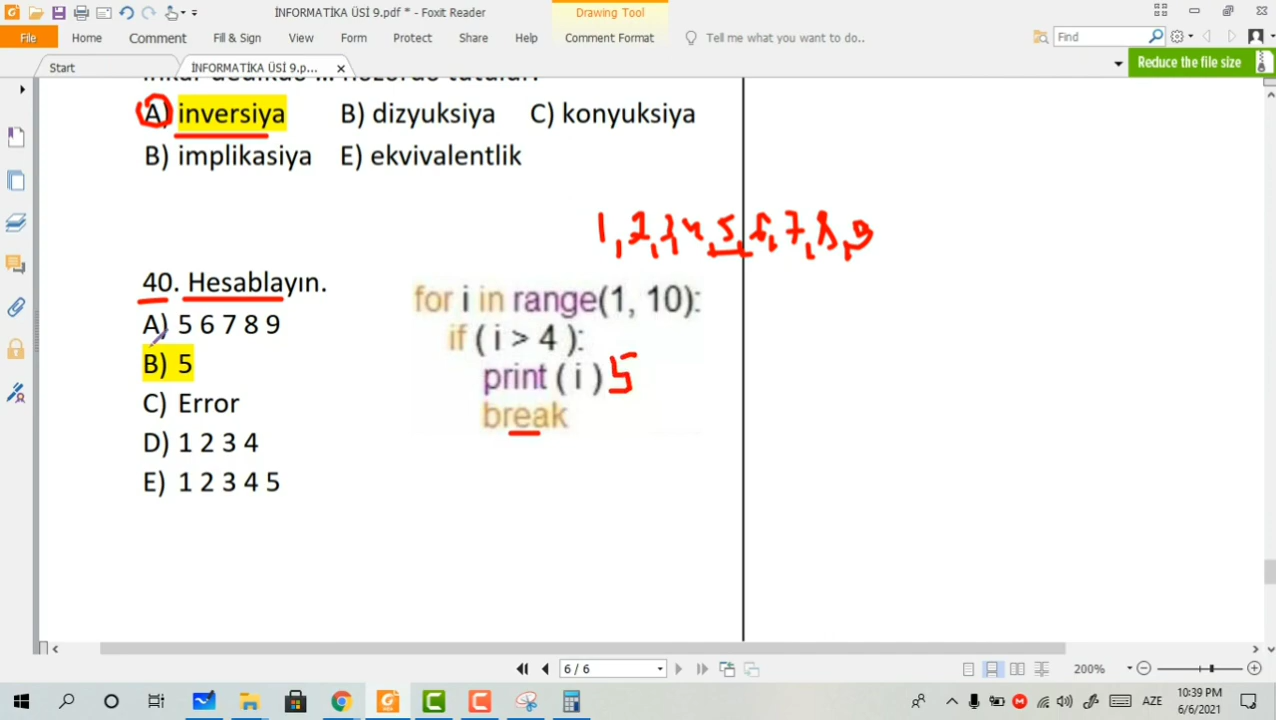 İNFORMATİKA ÜSİ 9.pdf * - Foxit Reader
Drawing Tool
File Home Comment Fill & Sign View Form Protect Share Help Comment Format Tell me what you want to do.. Find
Start İNFORMATİKA ÜSİ 9.p... Reduce the file size
A) inversiya B) dizyuksiya C) konyuksiya
B) implikasiya E) ekvivalentlik
1, 2, 3, 4, 5, 6, 7, 8, 9
40. Hesablayın.
A) 5 6 7 8 9
B) 5
C) Error
D) 1 2 3 4
E) 1 2 3 4 5
for i in range(1, 10):
if ( i > 4 ):
print ( i ) 5
break
6 / 6
200%
AZE
10:39 PM
6/6/2021